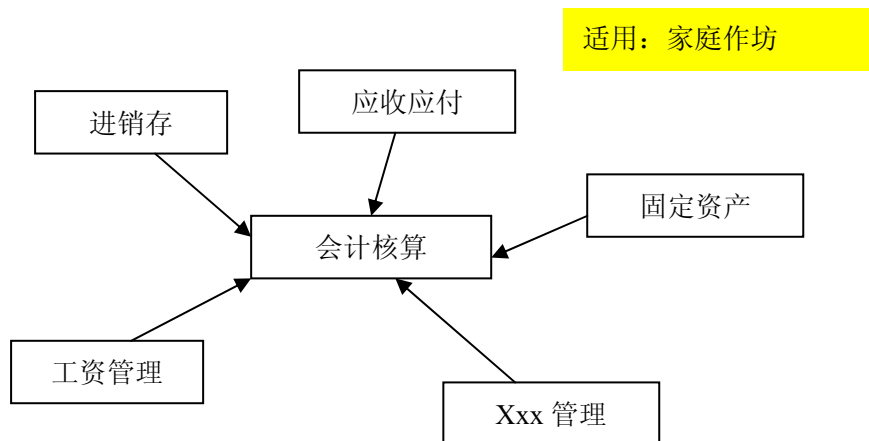 适用：家庭作坊
应收应付
进销存
固定资产
会计核算
工资管理
Xxx 管理